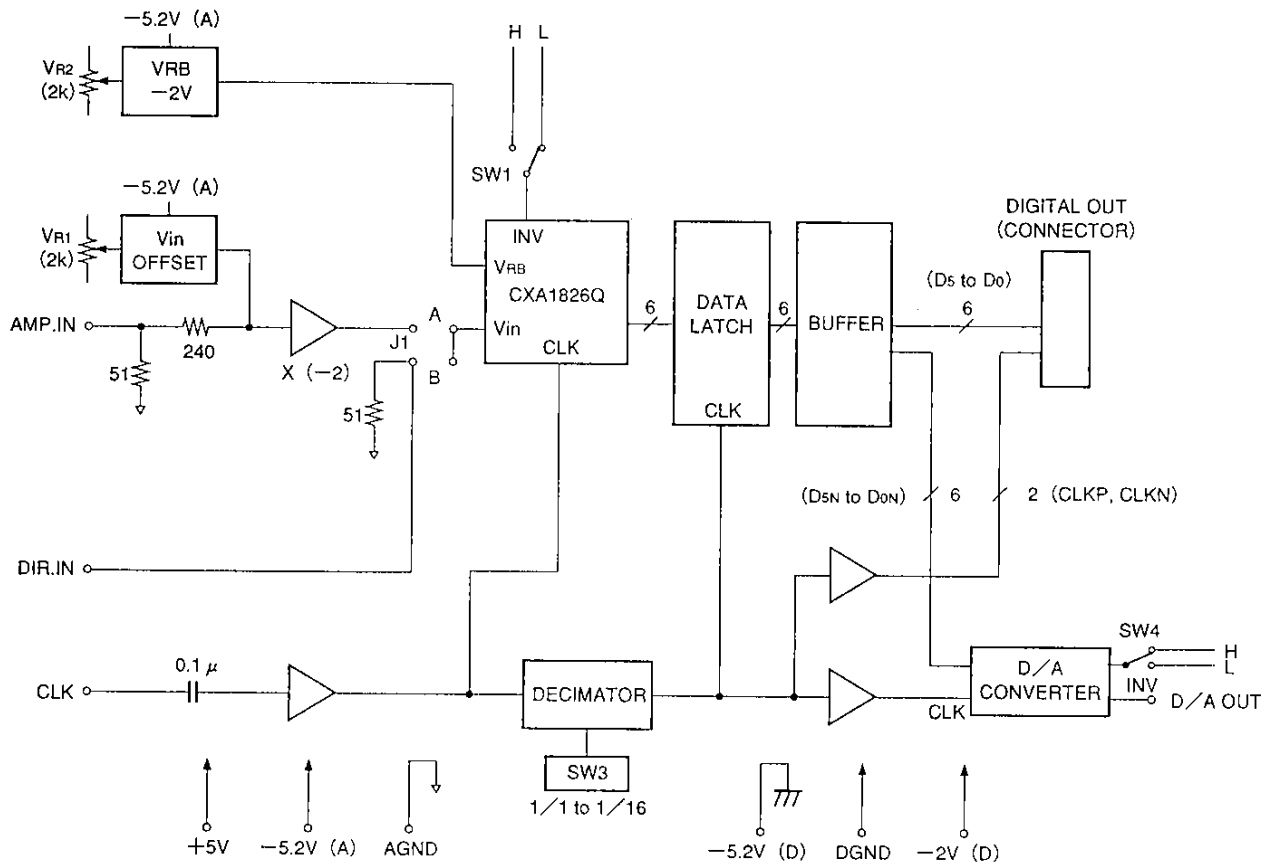 −5.2V (A)
VR2
(2k)
VRB
−2V
H L
SW1
−5.2V (A)
VR1
(2k)
Vin
OFFSET
AMP.IN
51
240
X (−2)
J1
A
B
51
INV
VRB
CXA1826Q
Vin
CLK
6
DATA
LATCH
CLK
6
BUFFER
DIGITAL OUT
(CONNECTOR)
(D5 to D0)
6
(D5N to D0N)
6
2 (CLKP, CLKN)
DIR.IN
CLK
0.1 μ
DECIMATOR
SW3
1/1 to 1/16
CLK
D/A
CONVERTER
SW4
H
L
INV
D/A OUT
+5V
−5.2V (A)
AGND
−5.2V (D)
DGND
−2V (D)